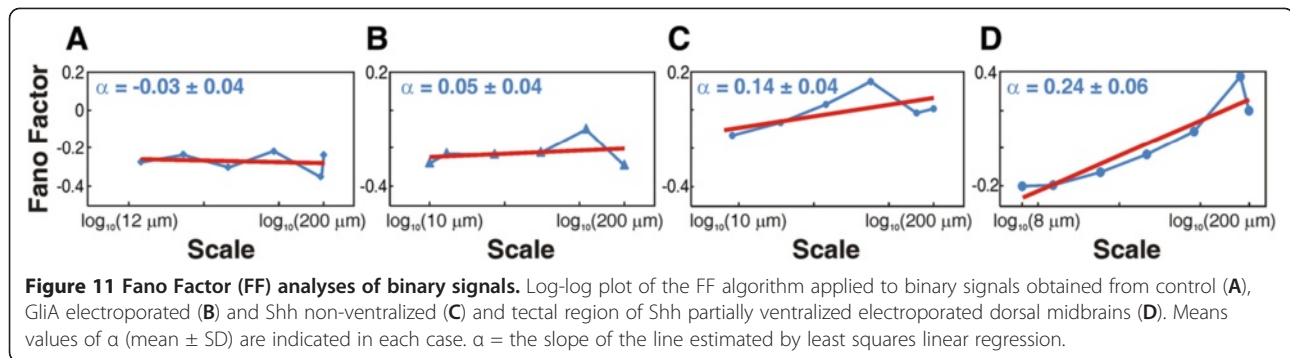 A B C D
0.2 0.2 0.2 0.4
α = -0.03 ± 0.04 α = 0.05 ± 0.04 α = 0.14 ± 0.04 α = 0.24 ± 0.06
Fano Factor
0
-0.2
-0.4 -0.4 -0.4 -0.2
log₁₀(12 μm) log₁₀(200 μm) log₁₀(10 μm) log₁₀(200 μm) log₁₀(10 μm) log₁₀(200 μm) log₁₀(8 μm) log₁₀(200 μm)
Scale Scale Scale Scale
Figure 11 Fano Factor (FF) analyses of binary signals. Log-log plot of the FF algorithm applied to binary signals obtained from control (A),
GliA electroporated (B) and Shh non-ventralized (C) and tectal region of Shh partially ventralized electroporated dorsal midbrains (D). Means
values of α (mean ± SD) are indicated in each case. α = the slope of the line estimated by least squares linear regression.